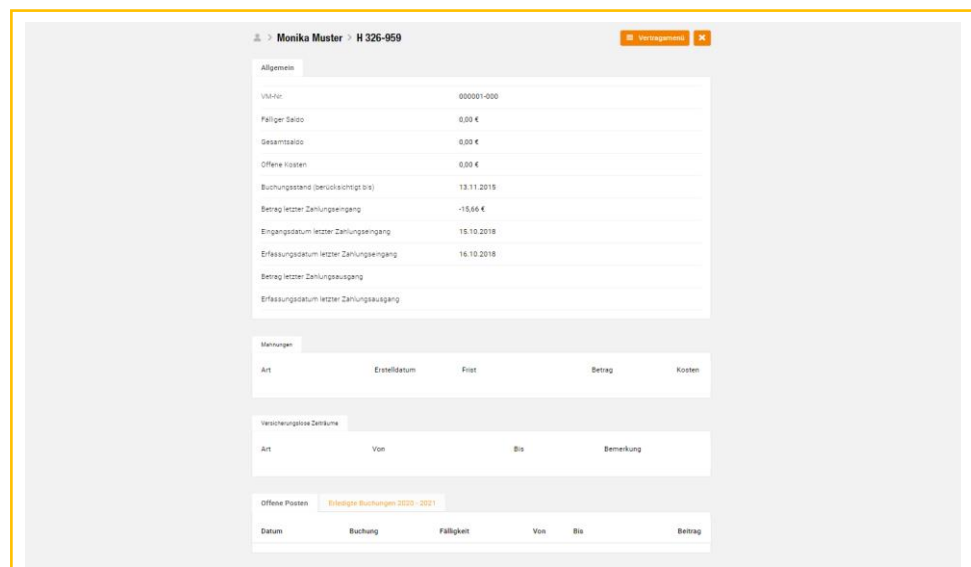 > Monika Muster > H 326-959
Vertragsmenü
Allgemein
VM-Nr. 000001-000
Fälliger Saldo 0,00 €
Gesamtsaldo 0,00 €
Offene Kosten 0,00 €
Buchungsstand (berücksichtigt bis) 13.11.2015
Betrag letzter Zahlungseingang -15,66 €
Eingangsdatum letzter Zahlungseingang 15.10.2018
Erfassungsdatum letzter Zahlungseingang 16.10.2018
Betrag letzter Zahlungsausgang
Erfassungsdatum letzter Zahlungsausgang
Mahnungen
Art Erstelldatum Frist Betrag Kosten
Versicherungslose Zeiträume
Art Von Bis Bemerkung
Offene Posten Erledigte Buchungen 2020 - 2021
Datum Buchung Fälligkeit Von Bis Beitrag